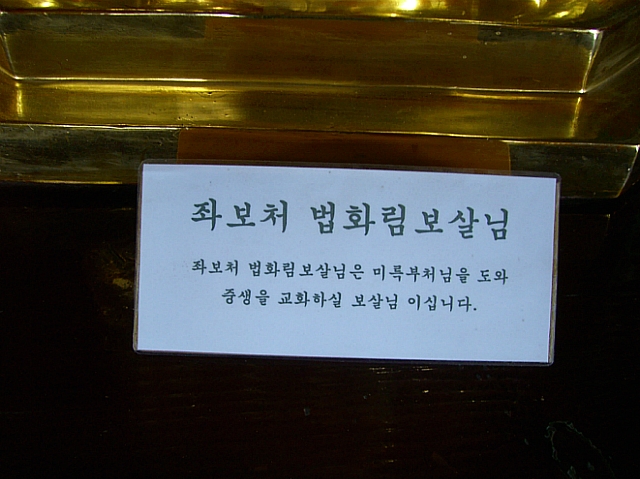 좌보처 법화림보살님
좌보처 법화림보살님은 미륵부처님을 도와
중생을 교화하실 보살님 이십니다.